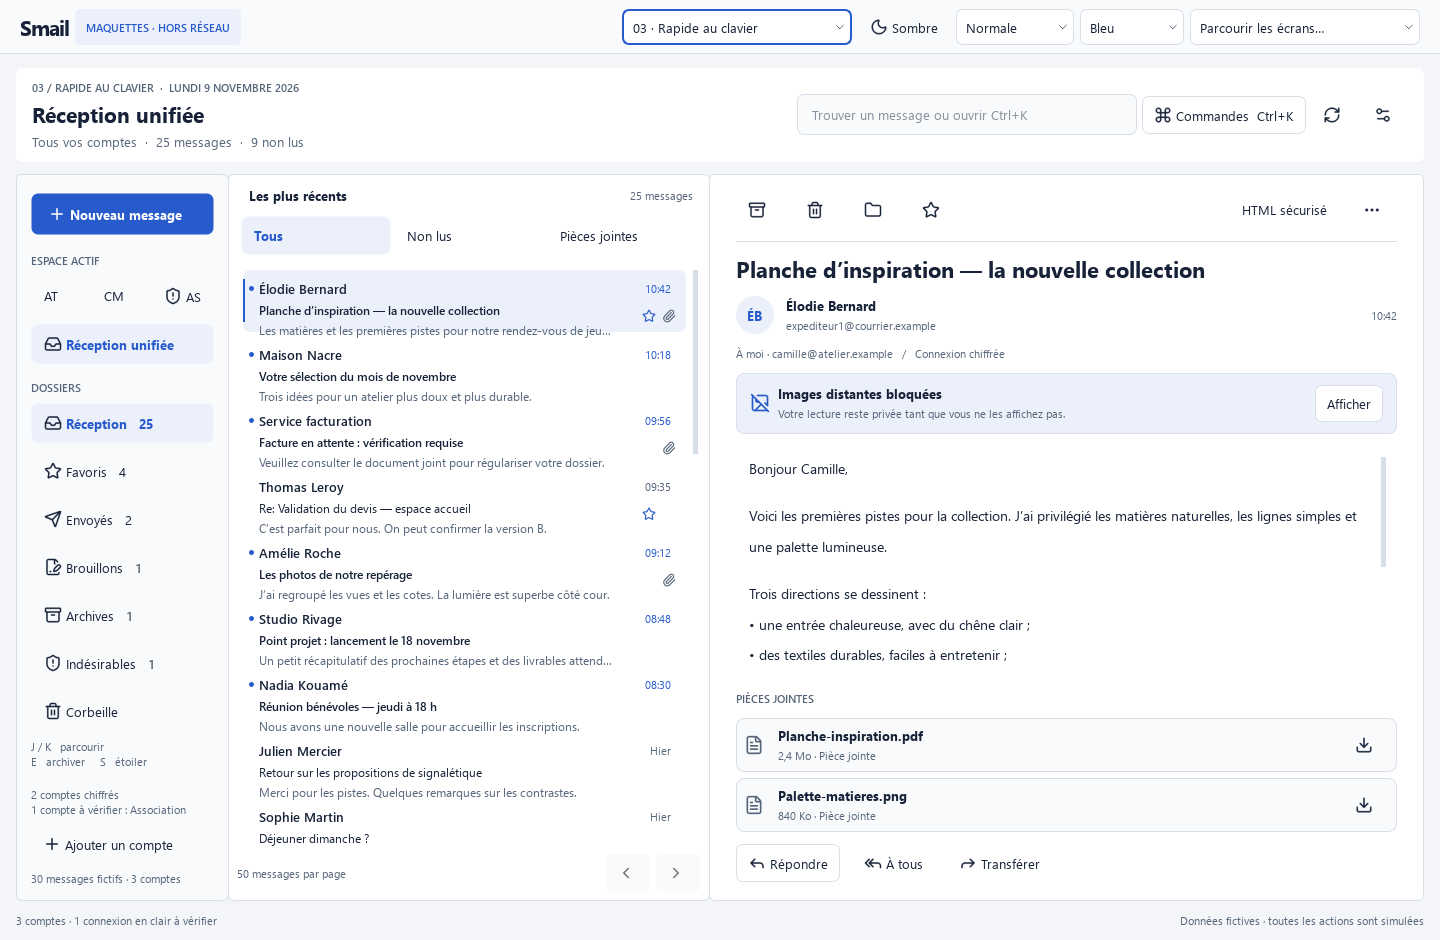 Smail
MAQUETTES · HORS RÉSEAU
03 · Rapide au clavier
Sombre
Normale
Bleu
Parcourir les écrans...
03 / RAPIDE AU CLAVIER · LUNDI 9 NOVEMBRE 2026
Réception unifiée
Tous vos comptes · 25 messages · 9 non lus
Trouver un message ou ouvrir Ctrl+K
Commandes Ctrl+K
Nouveau message
ESPACE ACTIF
AT CM AS
Réception unifiée
DOSSIERS
Réception 25
Favoris 4
Envoyés 2
Brouillons 1
Archives 1
Indésirables 1
Corbeille
J / K parcourir
E archiver S étoiler
2 comptes chiffrés
1 compte à vérifier : Association
Ajouter un compte
30 messages fictifs · 3 comptes
Les plus récents 25 messages
Tous Non lus Pièces jointes
Élodie Bernard 10:42
Planche d’inspiration — la nouvelle collection
Les matières et les premières pistes pour notre rendez-vous de jeu...
Maison Nacre 10:18
Votre sélection du mois de novembre
Trois idées pour un atelier plus doux et plus durable.
Service facturation 09:56
Facture en attente : vérification requise
Veuillez consulter le document joint pour régulariser votre dossier.
Thomas Leroy 09:35
Re: Validation du devis — espace accueil
C’est parfait pour nous. On peut confirmer la version B.
Amélie Roche 09:12
Les photos de notre repérage
J’ai regroupé les vues et les cotes. La lumière est superbe côté cour.
Studio Rivage 08:48
Point projet : lancement le 18 novembre
Un petit récapitulatif des prochaines étapes et des livrables attend...
Nadia Kouamé 08:30
Réunion bénévoles — jeudi à 18 h
Nous avons une nouvelle salle pour accueillir les inscriptions.
Julien Mercier Hier
Retour sur les propositions de signalétique
Merci pour les pistes. Quelques remarques sur les contrastes.
Sophie Martin Hier
Déjeuner dimanche ?
50 messages par page
HTML sécurisé
Planche d’inspiration — la nouvelle collection
ÉB
Élodie Bernard
expediteur1@courrier.example
10:42
À moi · camille@atelier.example / Connexion chiffrée
Images distantes bloquées
Votre lecture reste privée tant que vous ne les affichez pas.
Afficher
Bonjour Camille,
Voici les premières pistes pour la collection. J’ai privilégié les matières naturelles, les lignes simples et
une palette lumineuse.
Trois directions se dessinent :
• une entrée chaleureuse, avec du chêne clair ;
• des textiles durables, faciles à entretenir ;
PIÈCES JOINTES
Planche-inspiration.pdf
2,4 Mo · Pièce jointe
Palette-matieres.png
840 Ko · Pièce jointe
Répondre
À tous
Transférer
3 comptes · 1 connexion en clair à vérifier
Données fictives · toutes les actions sont simulées